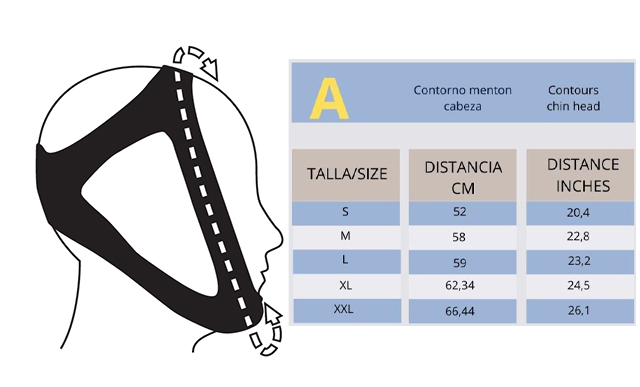 A
Contorno menton
cabeza
Contours
chin head
TALLA/SIZE
DISTANCIA
CM
DISTANCE
INCHES
S 52 20,4
M 58 22,8
L 59 23,2
XL 62,34 24,5
XXL 66,44 26,1